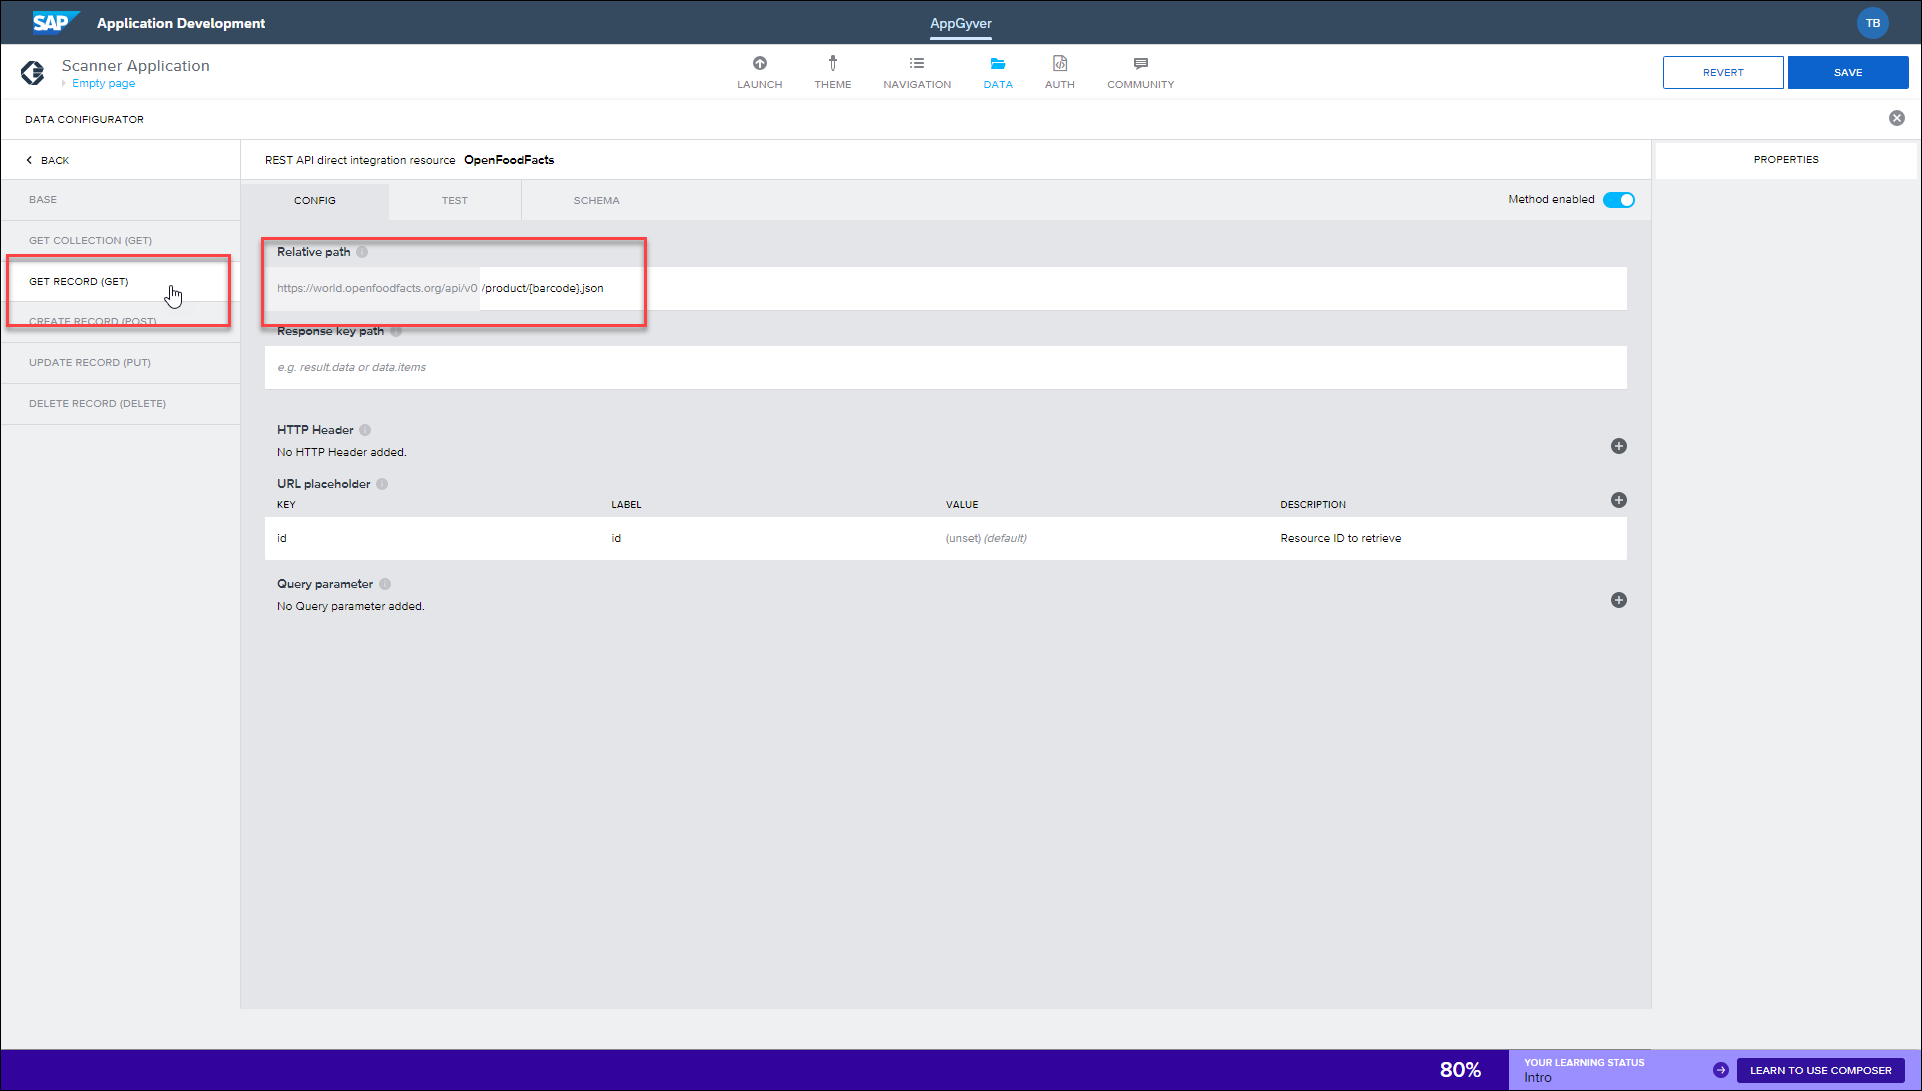 SAP Application Development
AppGyver
TB
Scanner Application
Empty page
LAUNCH
THEME
NAVIGATION
DATA
AUTH
COMMUNITY
REVERT
SAVE
DATA CONFIGURATOR
BACK
REST API direct integration resource OpenFoodFacts
PROPERTIES
BASE
GET COLLECTION (GET)
GET RECORD (GET)
CREATE RECORD (POST)
UPDATE RECORD (PUT)
DELETE RECORD (DELETE)
CONFIG
TEST
SCHEMA
Method enabled
Relative path
https://world.openfoodfacts.org/api/v0 /product/{barcode}.json
Response key path
e.g. result.data or data.items
HTTP Header
No HTTP Header added.
URL placeholder
KEY LABEL VALUE DESCRIPTION
id id (unset) (default) Resource ID to retrieve
Query parameter
No Query parameter added.
80%
YOUR LEARNING STATUS
Intro
LEARN TO USE COMPOSER